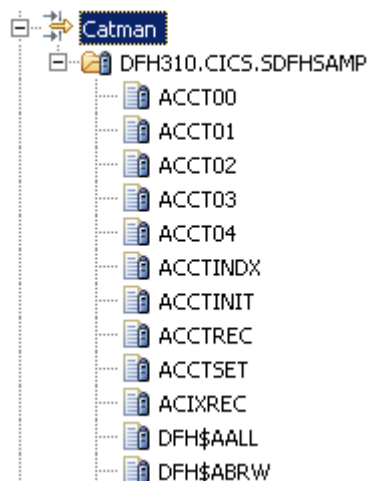 Catman
DFH310.CICS.SDFHSAMP
ACCT00
ACCT01
ACCT02
ACCT03
ACCT04
ACCTINDX
ACCTINIT
ACCTREC
ACCTSET
ACIXREC
DFH$AALL
DFH$ABRW